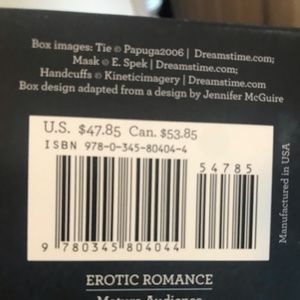 Box images: Tie © Papuga2006 | Dreamstime.com;
Mask © E. Spek | Dreamstime.com;
Handcuffs © Kineticimagery | Dreamstime.com
Box design adapted from a design by Jennifer McGuire
U.S. $47.85 Can. $53.85
ISBN 978-0-345-80404-4
54785
9 780345 804044
Manufactured in USA
EROTIC ROMANCE
Mature Audience